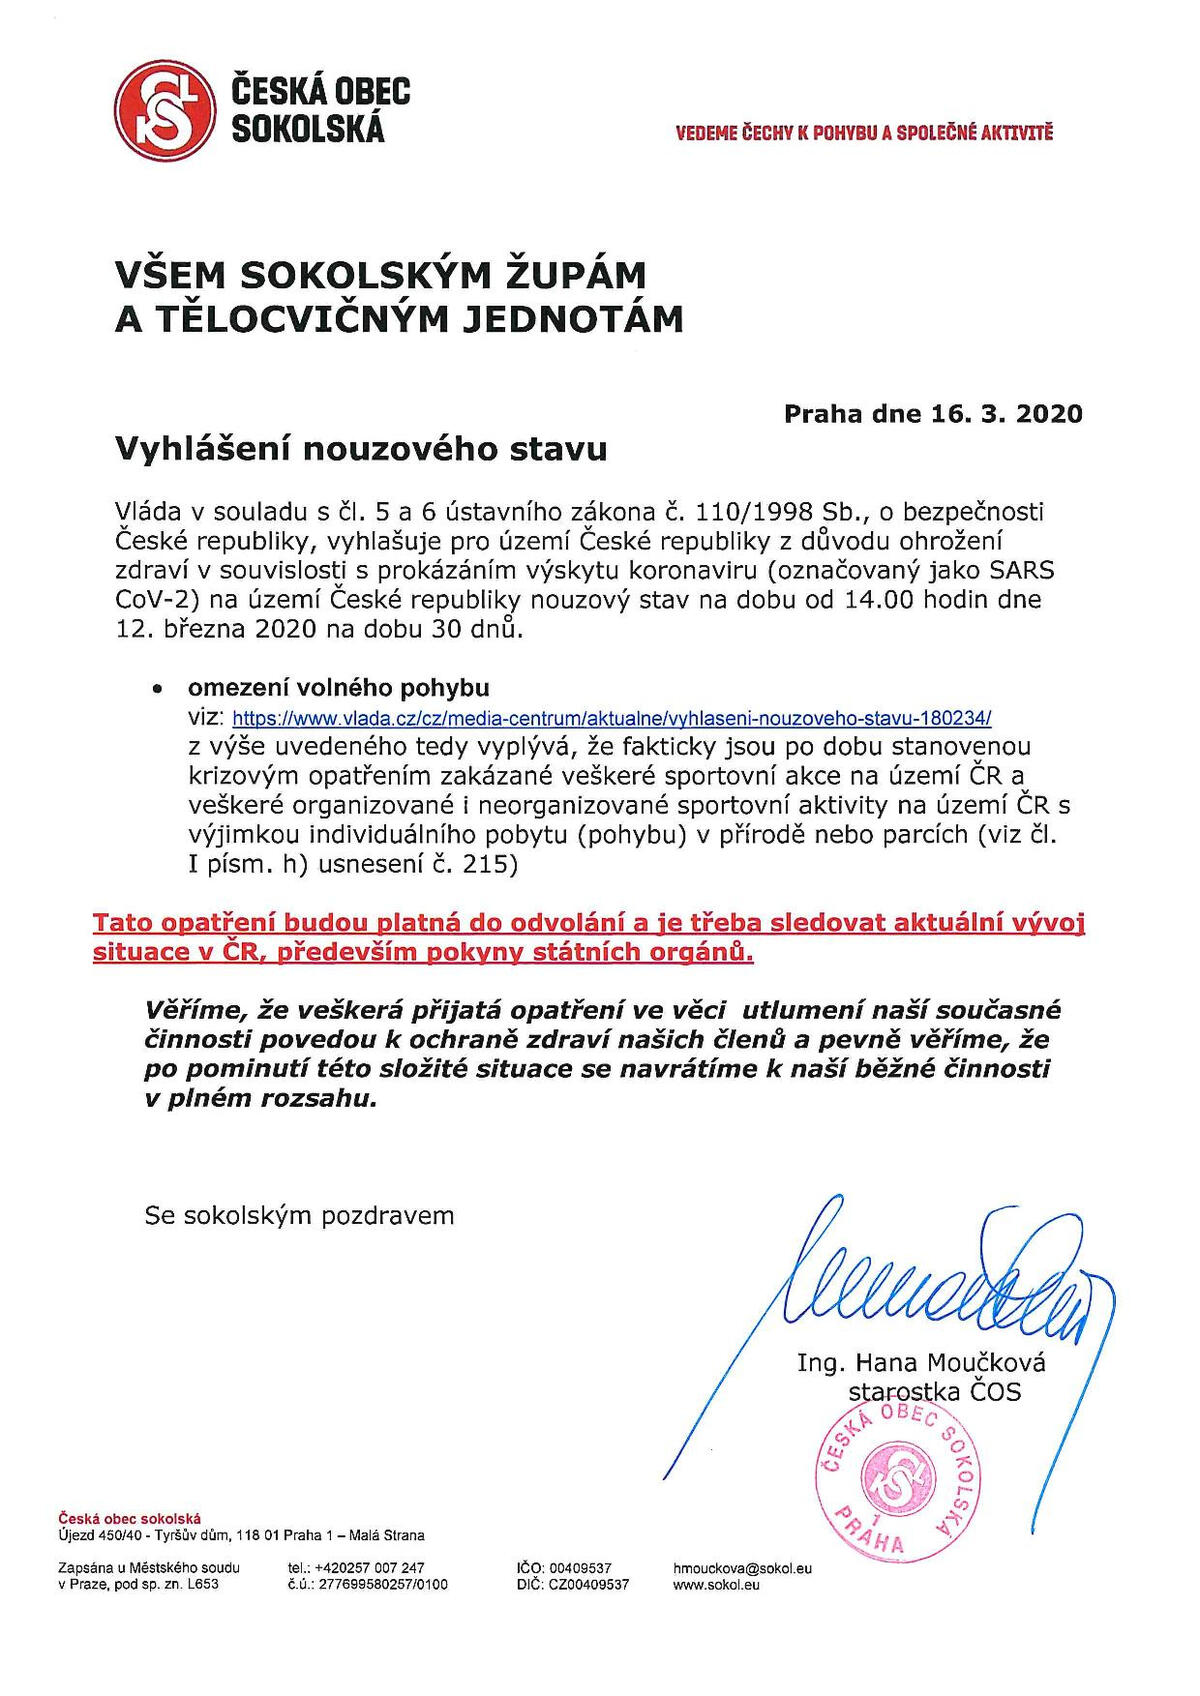 ČESKÁ OBEC
SOKOLSKÁ
VEDEME ČECHY K POHYBU A SPOLEČNÉ AKTIVITĚ
VŠEM SOKOLSKÝM ŽUPÁM
A TĚLOCVIČNÝM JEDNOTÁM
Praha dne 16. 3. 2020
Vyhlášení nouzového stavu
Vláda v souladu s čl. 5 a 6 ústavního zákona č. 110/1998 Sb., o bezpečnosti
České republiky, vyhlašuje pro území České republiky z důvodu ohrožení
zdraví v souvislosti s prokázáním výskytu koronaviru (označovaný jako SARS
CoV-2) na území České republiky nouzový stav na dobu od 14.00 hodin dne
12. března 2020 na dobu 30 dnů.
• omezení volného pohybu
viz: https://www.vlada.cz/cz/media-centrum/aktualne/vyhlaseni-nouzoveho-stavu-180234/
z výše uvedeného tedy vyplývá, že fakticky jsou po dobu stanovenou
krizovým opatřením zakázané veškeré sportovní akce na území ČR a
veškeré organizované i neorganizované sportovní aktivity na území ČR s
výjimkou individuálního pobytu (pohybu) v přírodě nebo parcích (viz čl.
I písm. h) usnesení č. 215)
Tato opatření budou platná do odvolání a je třeba sledovat aktuální vývoj
situace v ČR, především pokyny státních orgánů.
Věříme, že veškerá přijatá opatření ve věci utlumení naší současné
činnosti povedou k ochraně zdraví našich členů a pevně věříme, že
po pominutí této složité situace se navrátíme k naší běžné činnosti
v plném rozsahu.
Se sokolským pozdravem
Ing. Hana Moučková
starostka ČOS
ČESKÁ OBEC SOKOLSKÁ
1
PRAHA
Česká obec sokolská
Újezd 450/40 - Tyršův dům, 118 01 Praha 1 – Malá Strana
Zapsána u Městského soudu tel.: +420257 007 247 IČO: 00409537 hmouckova@sokol.eu
v Praze, pod sp. zn. L653 č.ú.: 277699580257/0100 DIČ: CZ00409537 www.sokol.eu